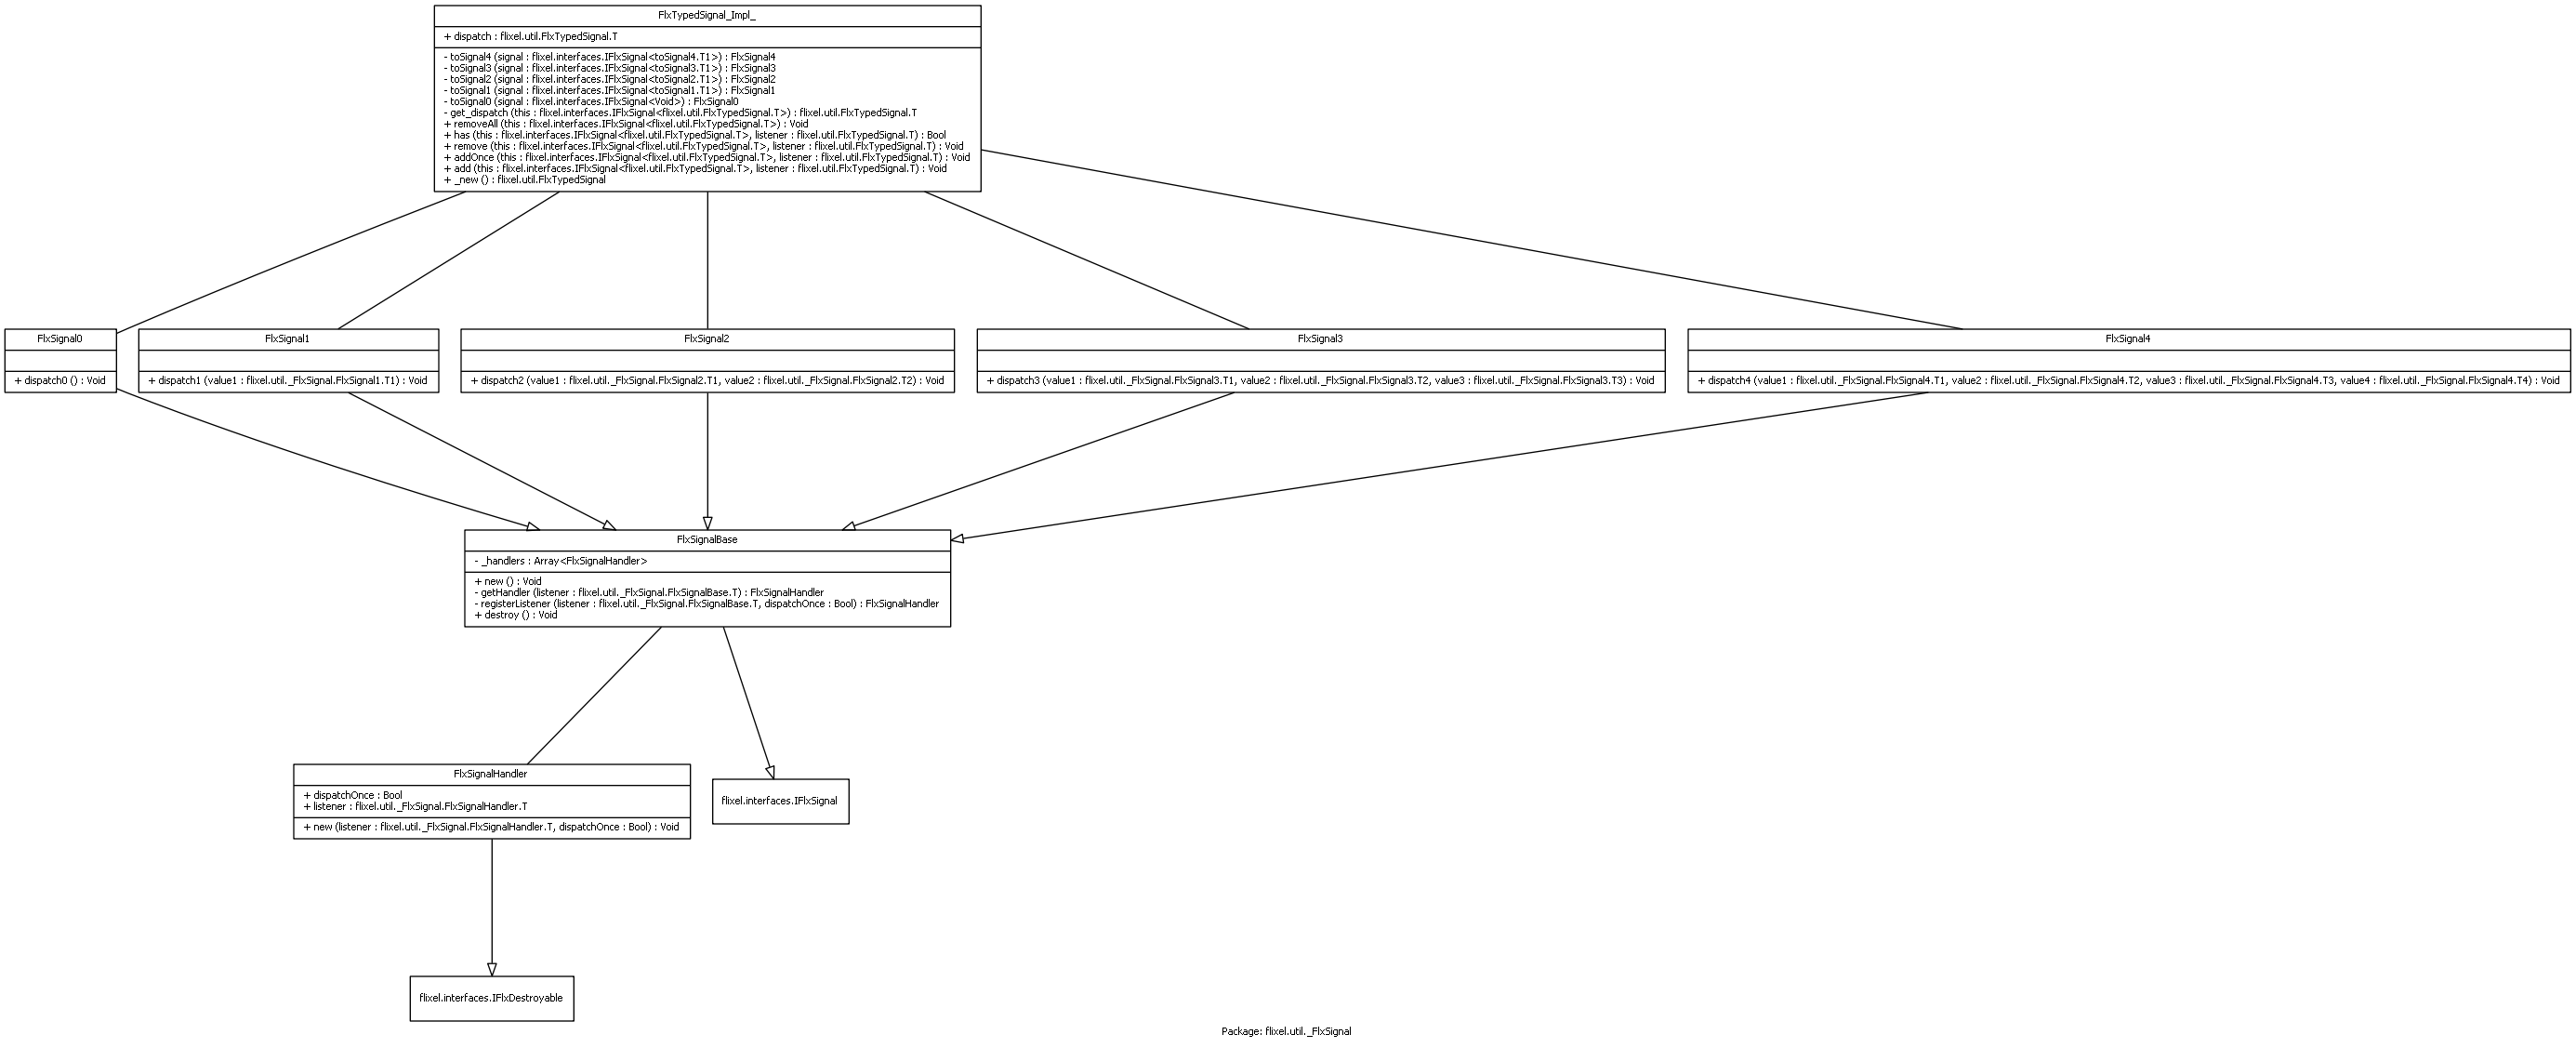 FlxTypedSignal_Impl_
+ dispatch : flixel.util.FlxTypedSignal.T
- toSignal4 (signal : flixel.interfaces.IFlxSignal<toSignal4.T1>) : FlxSignal4
- toSignal3 (signal : flixel.interfaces.IFlxSignal<toSignal3.T1>) : FlxSignal3
- toSignal2 (signal : flixel.interfaces.IFlxSignal<toSignal2.T1>) : FlxSignal2
- toSignal1 (signal : flixel.interfaces.IFlxSignal<toSignal1.T1>) : FlxSignal1
- toSignal0 (signal : flixel.interfaces.IFlxSignal<Void>) : FlxSignal0
- get_dispatch (this : flixel.interfaces.IFlxSignal<flixel.util.FlxTypedSignal.T>) : flixel.util.FlxTypedSignal.T
+ removeAll (this : flixel.interfaces.IFlxSignal<flixel.util.FlxTypedSignal.T>) : Void
+ has (this : flixel.interfaces.IFlxSignal<flixel.util.FlxTypedSignal.T>, listener : flixel.util.FlxTypedSignal.T) : Bool
+ remove (this : flixel.interfaces.IFlxSignal<flixel.util.FlxTypedSignal.T>, listener : flixel.util.FlxTypedSignal.T) : Void
+ addOnce (this : flixel.interfaces.IFlxSignal<flixel.util.FlxTypedSignal.T>, listener : flixel.util.FlxTypedSignal.T) : Void
+ add (this : flixel.interfaces.IFlxSignal<flixel.util.FlxTypedSignal.T>, listener : flixel.util.FlxTypedSignal.T) : Void
+ _new () : flixel.util.FlxTypedSignal
FlxSignal0
+ dispatch0 () : Void
FlxSignal1
+ dispatch1 (value1 : flixel.util._FlxSignal.FlxSignal1.T1) : Void
FlxSignal2
+ dispatch2 (value1 : flixel.util._FlxSignal.FlxSignal2.T1, value2 : flixel.util._FlxSignal.FlxSignal2.T2) : Void
FlxSignal3
+ dispatch3 (value1 : flixel.util._FlxSignal.FlxSignal3.T1, value2 : flixel.util._FlxSignal.FlxSignal3.T2, value3 : flixel.util._FlxSignal.FlxSignal3.T3) : Void
FlxSignal4
+ dispatch4 (value1 : flixel.util._FlxSignal.FlxSignal4.T1, value2 : flixel.util._FlxSignal.FlxSignal4.T2, value3 : flixel.util._FlxSignal.FlxSignal4.T3, value4 : flixel.util._FlxSignal.FlxSignal4.T4) : Void
FlxSignalBase
- _handlers : Array<FlxSignalHandler>
+ new () : Void
- getHandler (listener : flixel.util._FlxSignal.FlxSignalBase.T) : FlxSignalHandler
- registerListener (listener : flixel.util._FlxSignal.FlxSignalBase.T, dispatchOnce : Bool) : FlxSignalHandler
+ destroy () : Void
FlxSignalHandler
+ dispatchOnce : Bool
+ listener : flixel.util._FlxSignal.FlxSignalHandler.T
+ new (listener : flixel.util._FlxSignal.FlxSignalHandler.T, dispatchOnce : Bool) : Void
flixel.interfaces.IFlxSignal
flixel.interfaces.IFlxDestroyable
Package: flixel.util._FlxSignal